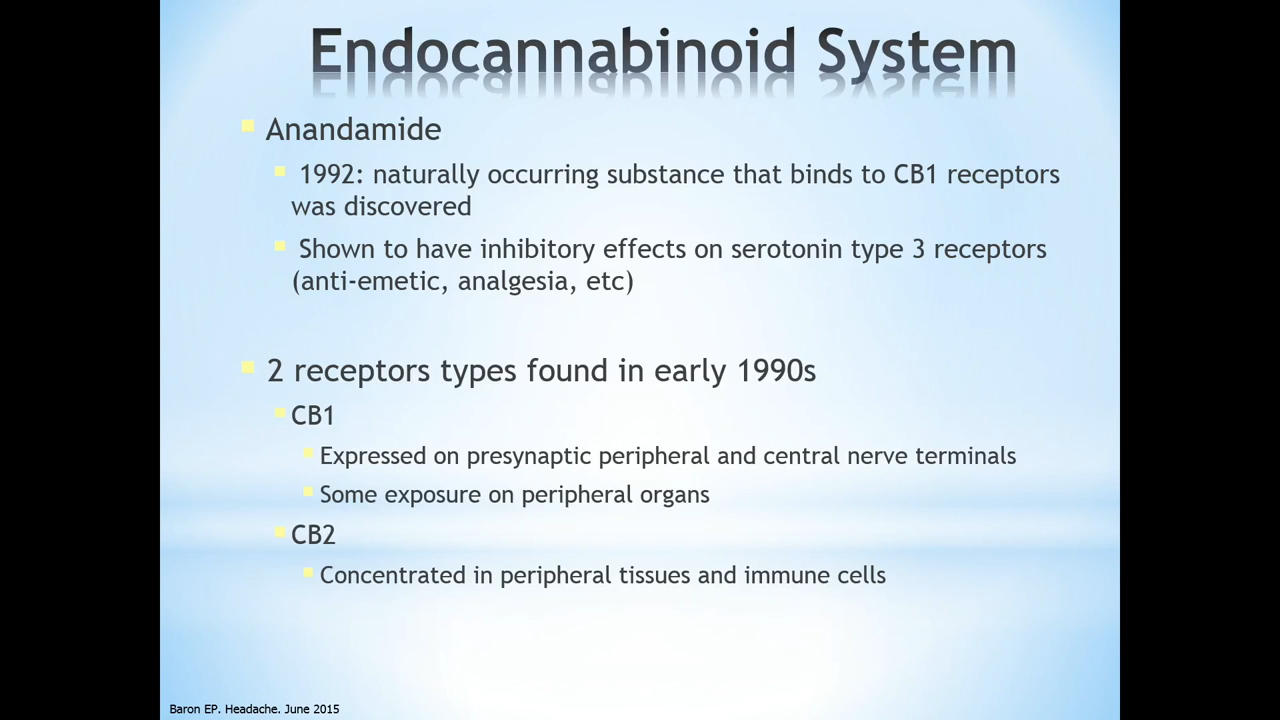 Endocannabinoid System
Anandamide
1992: naturally occurring substance that binds to CB1 receptors
was discovered
Shown to have inhibitory effects on serotonin type 3 receptors
(anti-emetic, analgesia, etc)
2 receptors types found in early 1990s
CB1
Expressed on presynaptic peripheral and central nerve terminals
Some exposure on peripheral organs
CB2
Concentrated in peripheral tissues and immune cells
Baron EP. Headache. June 2015